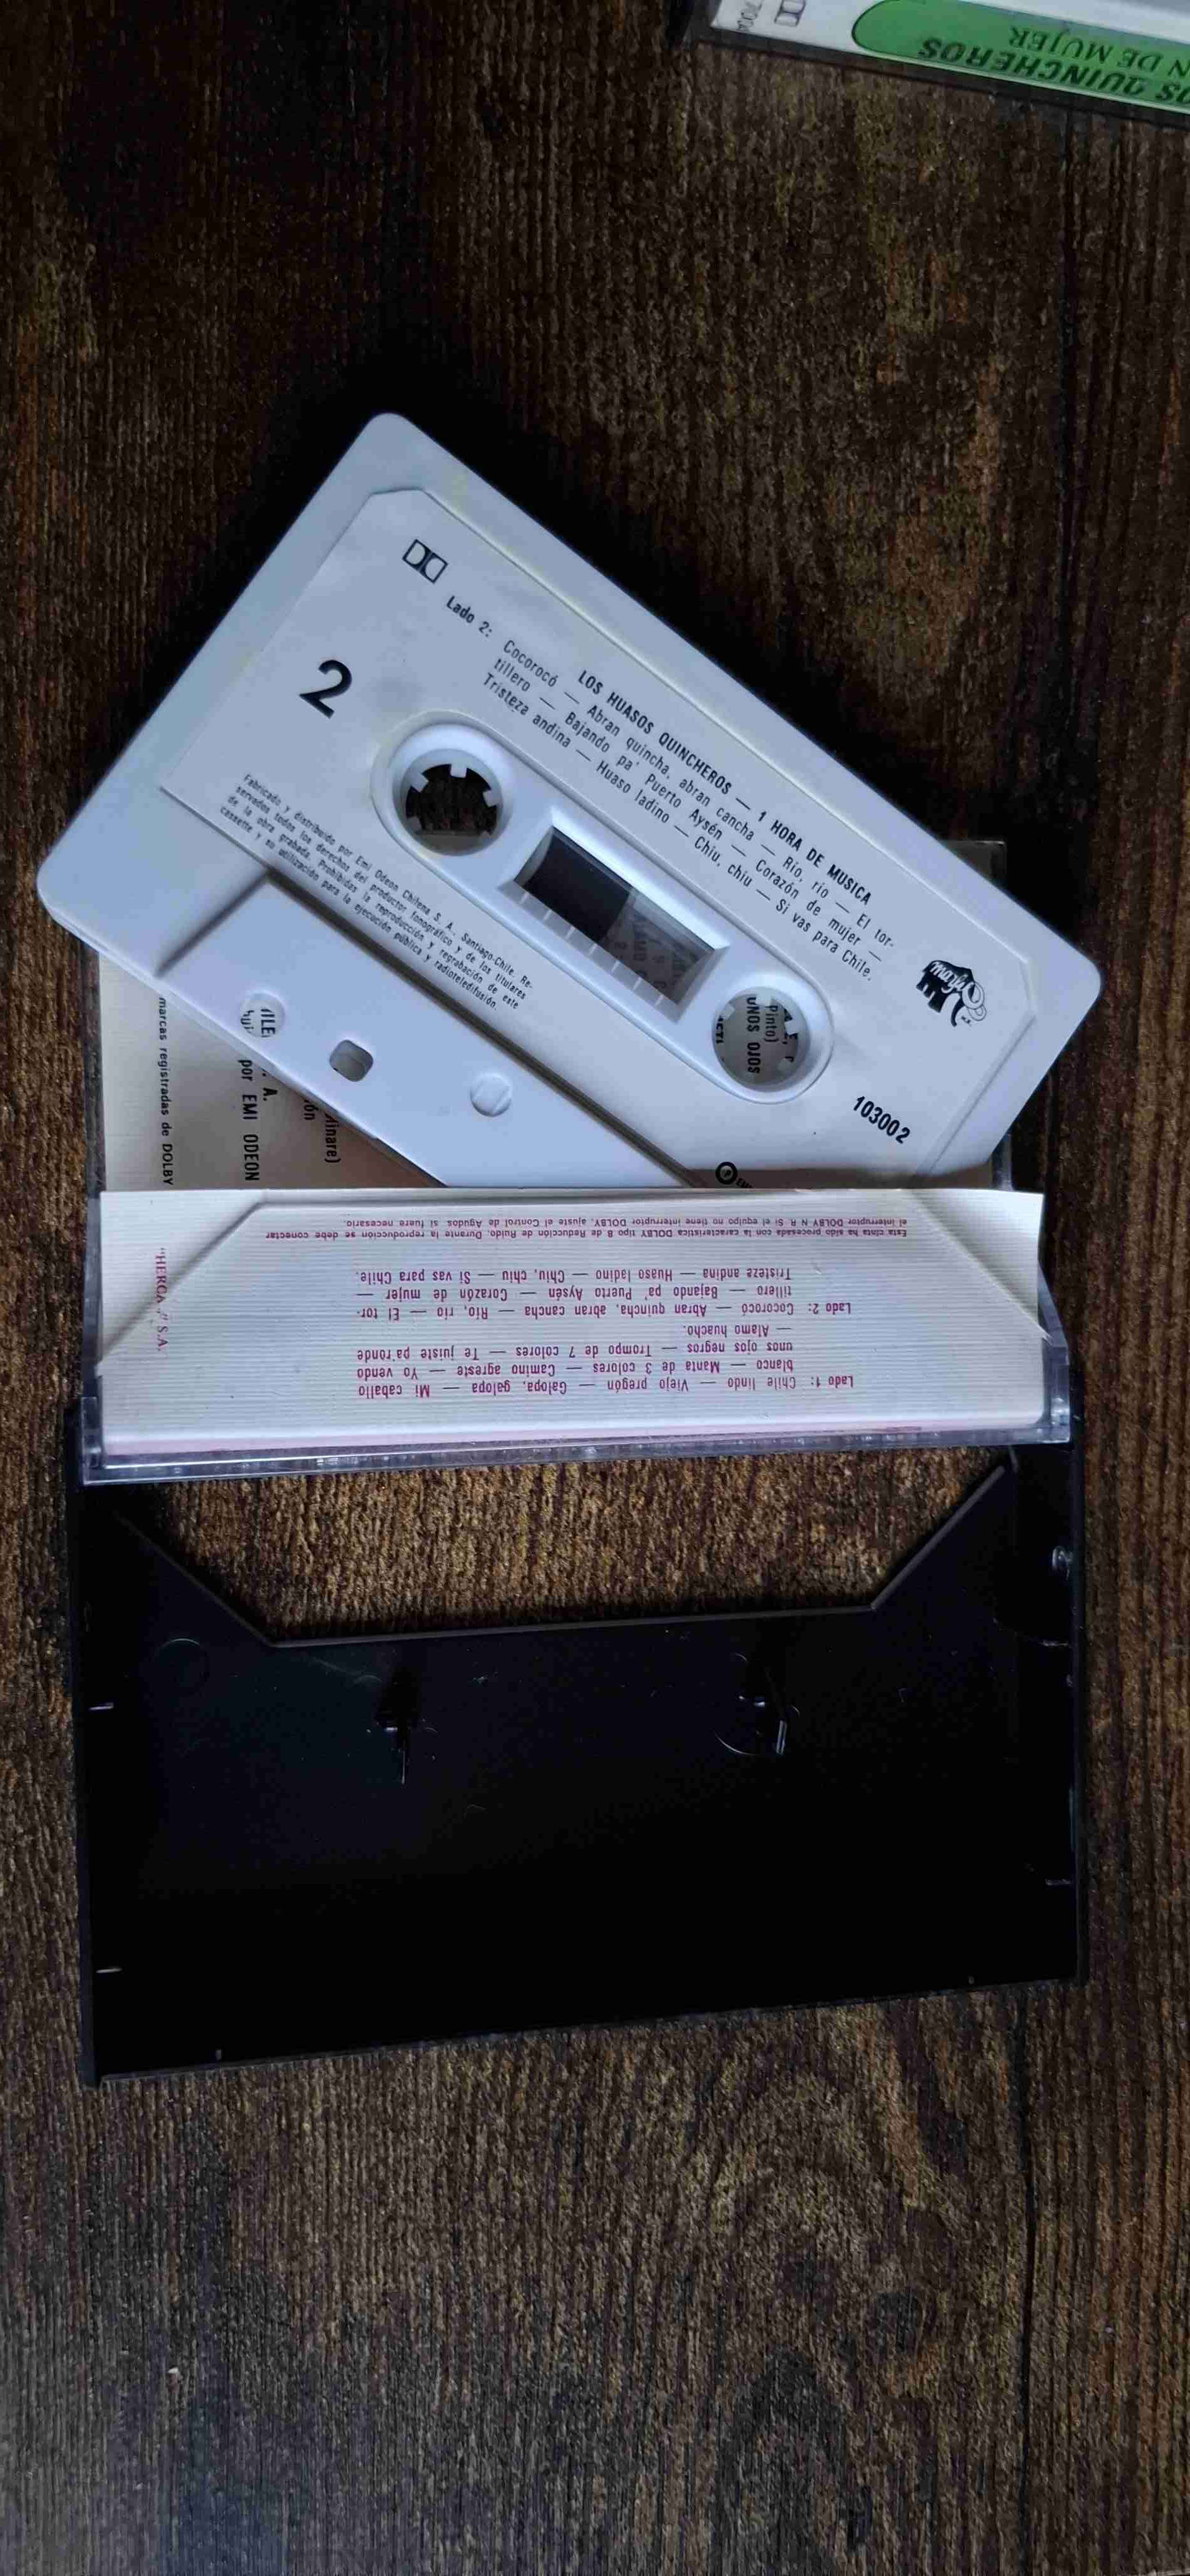 OS QUINCHEROS
N DE MUJER
LOS HUASOS QUINCHEROS — 1 HORA DE MUSICA
Lado 2: Cocorocó — Abran quincha, abran cancha — Río, río — El tor-
tillero — Bajando pa' Puerto Aysén — Corazón de mujer —
Tristeza andina — Huaso ladino — Chiu, chiu — Si vas para Chile.
2
Fabricado y distribuido por Emi Odeon Chilena S. A., Santiago-Chile. Re-
servados todos los derechos del productor fonográfico y de los titulares
de la obra grabada. Prohibidas la reproducción y regrabación de este
cassette y su utilización para la ejecución pública y radioteledifusión.
103002
marcas registradas de DOLBY
. A.
por EMI ODEON
inare)
ón
Pinto)
UNOS OJOS
Lado 1: Chile lindo — Viejo pregón — Galopa, galopa — Mi caballo
blanco — Manta de 3 colores — Camino agreste — Yo vendo
unos ojos negros — Trompo de 7 colores — Te juiste pa'ronde
— Alamo huacho.
Lado 2: Cocorocó — Abran quincha, abran cancha — Río, río — El tor-
tillero — Bajando pa' Puerto Aysén — Corazón de mujer —
Tristeza andina — Huaso ladino — Chiu, chiu — Si vas para Chile.
Esta cinta ha sido procesada con la característica DOLBY tipo B de Reducción de Ruido. Durante la reproducción se debe conectar
el interruptor DOLBY N R Si el equipo no tiene interruptor DOLBY, ajuste el Control de Agudos, si fuere necesario.
S.A.